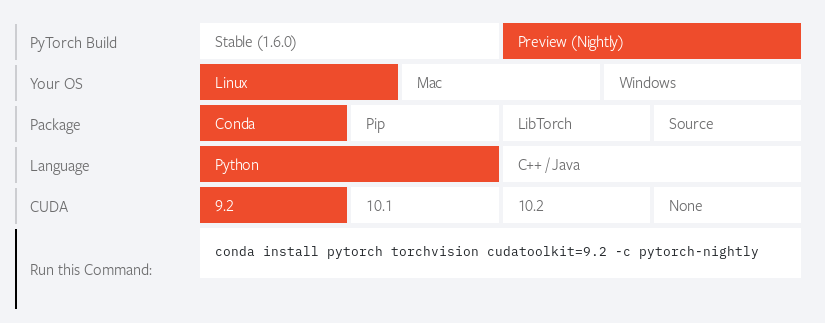 PyTorch Build Stable (1.6.0) Preview (Nightly)
Your OS Linux Mac Windows
Package Conda Pip LibTorch Source
Language Python C++ / Java
CUDA 9.2 10.1 10.2 None
Run this Command: conda install pytorch torchvision cudatoolkit=9.2 -c pytorch-nightly